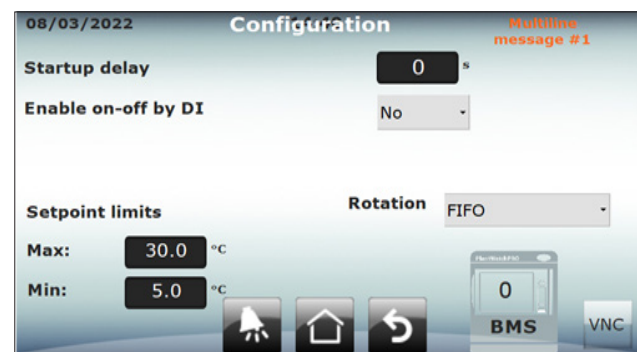 08/03/2022
Configuration
Multiline
message #1
Startup delay
0 s
Enable on-off by DI
No
Setpoint limits
Rotation
FIFO
Max: 30.0 °C
Min: 5.0 °C
0
BMS
VNC